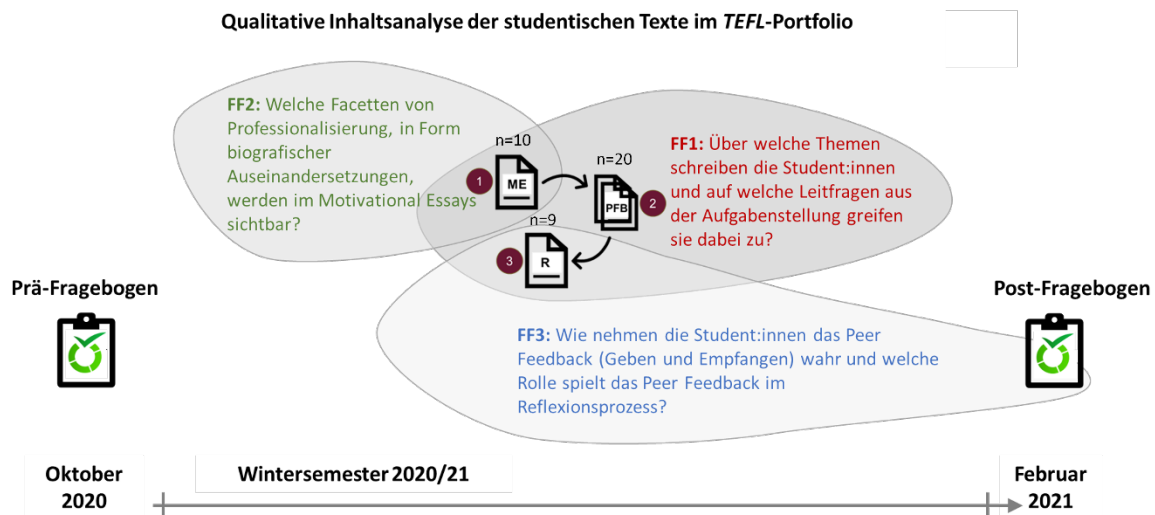 Qualitative Inhaltsanalyse der studentischen Texte im TEFL-Portfolio
FF2: Welche Facetten von
Professionalisierung, in Form
biografischer
Auseinandersetzungen,
werden im Motivational Essays
sichtbar?
n=10
1
ME
n=20
PFB
2
FF1: Über welche Themen
schreiben die Student:innen
und auf welche Leitfragen aus
der Aufgabenstellung greifen
sie dabei zu?
n=9
3
R
Prä-Fragebogen
Post-Fragebogen
FF3: Wie nehmen die Student:innen das Peer
Feedback (Geben und Empfangen) wahr und welche
Rolle spielt das Peer Feedback im
Reflexionsprozess?
Oktober
2020
Wintersemester 2020/21
Februar
2021